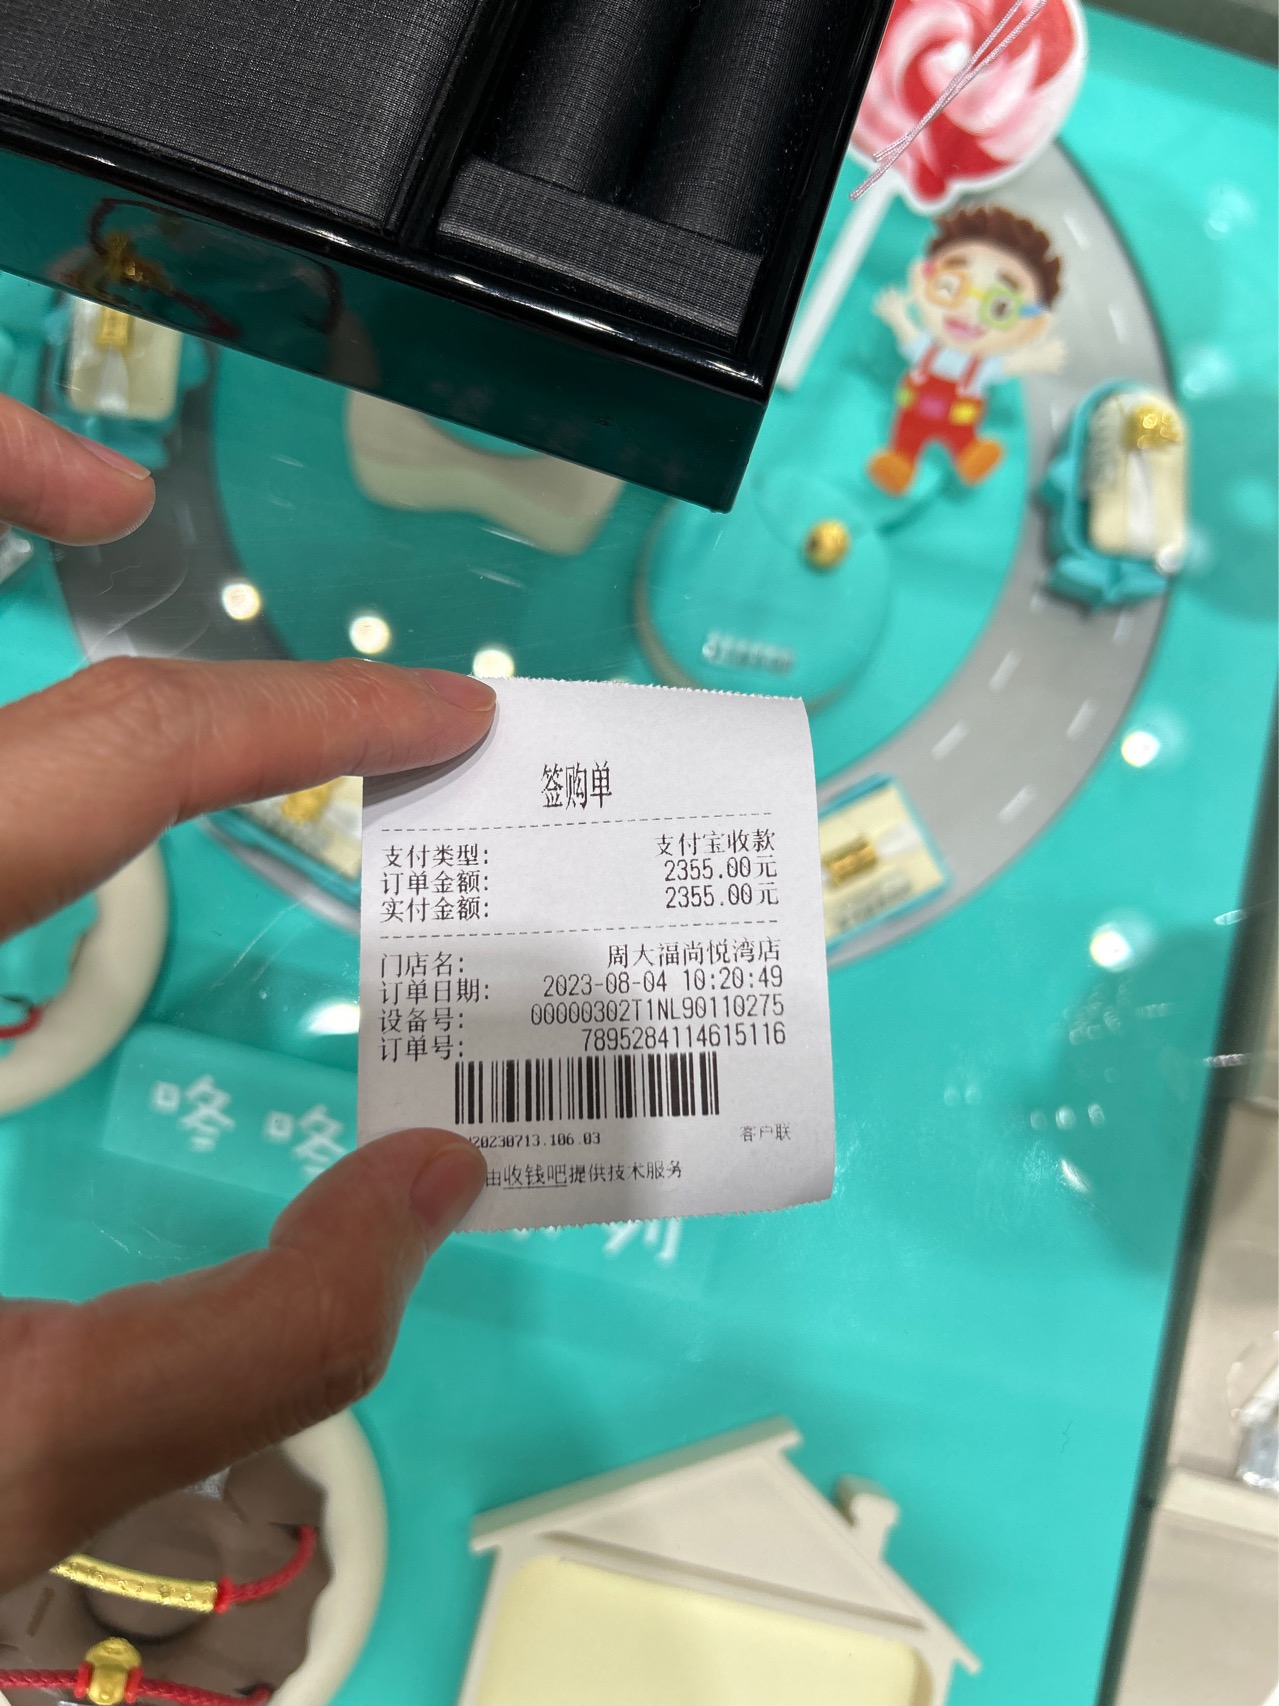 签购单
支付类型: 支付宝收款
订单金额: 2355.00元
实付金额: 2355.00元
门店名: 周大福尚悦湾店
订单日期: 2023-08-04 10:20:49
设备号: 00000302T1NL90110275
订单号: 7895284114615116
20230713.106.03 客户联
由收钱吧提供技术服务
咚 咚
列